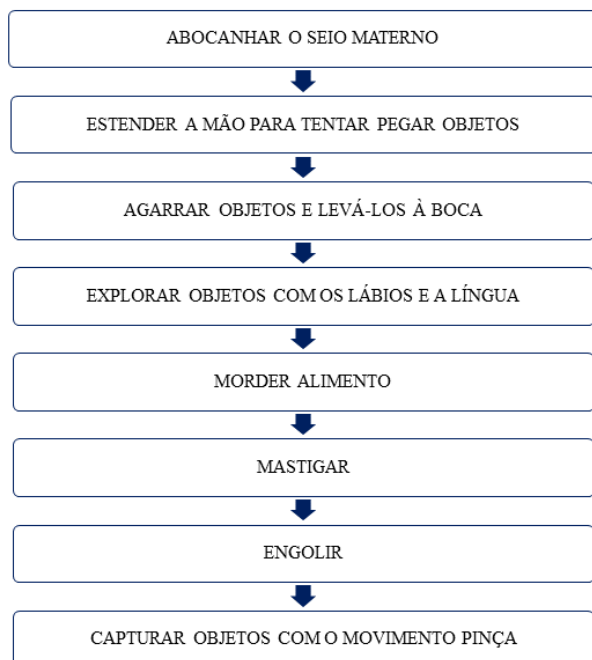 ABOCANHAR O SEIO MATERNO
ESTENDER A MÃO PARA TENTAR PEGAR OBJETOS
AGARRAR OBJETOS E LEVÁ-LOS À BOCA
EXPLORAR OBJETOS COM OS LÁBIOS E A LÍNGUA
MORDER ALIMENTO
MASTIGAR
ENGOLIR
CAPTURAR OBJETOS COM O MOVIMENTO PINÇA